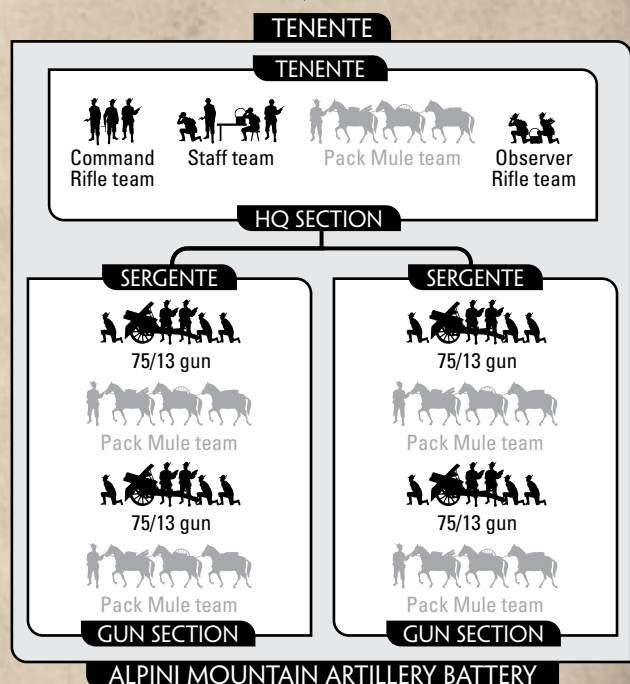 TENENTE
TENENTE
Command
Rifle team
Staff team
Pack Mule team
Observer
Rifle team
HQ SECTION
SERGENTE
75/13 gun
Pack Mule team
75/13 gun
Pack Mule team
GUN SECTION
SERGENTE
75/13 gun
Pack Mule team
75/13 gun
Pack Mule team
GUN SECTION
ALPINI MOUNTAIN ARTILLERY BATTERY